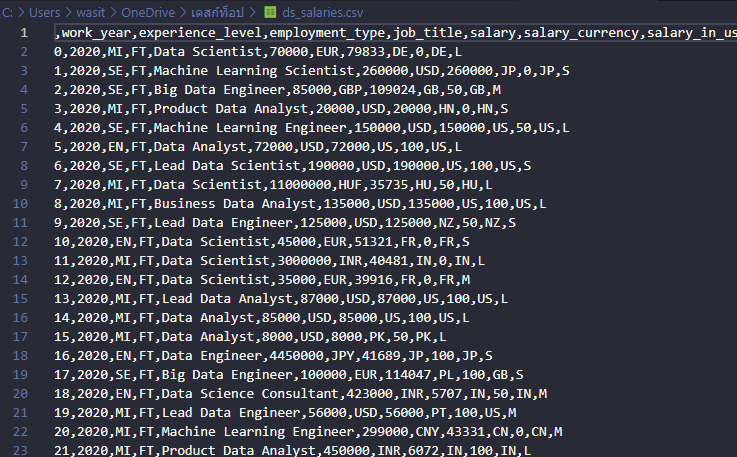 C: > Users > wasit > OneDrive > เดสก์ท็อป > ds_salaries.csv
1 ,work_year,experience_level,employment_type,job_title,salary,salary_currency,salary_in_us
2 0,2020,MI,FT,Data Scientist,70000,EUR,79833,DE,0,DE,L
3 1,2020,SE,FT,Machine Learning Scientist,260000,USD,260000,JP,0,JP,S
4 2,2020,SE,FT,Big Data Engineer,85000,GBP,109024,GB,50,GB,M
5 3,2020,MI,FT,Product Data Analyst,20000,USD,20000,HN,0,HN,S
6 4,2020,SE,FT,Machine Learning Engineer,150000,USD,150000,US,50,US,L
7 5,2020,EN,FT,Data Analyst,72000,USD,72000,US,100,US,L
8 6,2020,SE,FT,Lead Data Scientist,190000,USD,190000,US,100,US,S
9 7,2020,MI,FT,Data Scientist,11000000,HUF,35735,HU,50,HU,L
10 8,2020,MI,FT,Business Data Analyst,135000,USD,135000,US,100,US,L
11 9,2020,SE,FT,Lead Data Engineer,125000,USD,125000,NZ,50,NZ,S
12 10,2020,EN,FT,Data Scientist,45000,EUR,51321,FR,0,FR,S
13 11,2020,MI,FT,Data Scientist,3000000,INR,40481,IN,0,IN,L
14 12,2020,EN,FT,Data Scientist,35000,EUR,39916,FR,0,FR,M
15 13,2020,MI,FT,Lead Data Analyst,87000,USD,87000,US,100,US,L
16 14,2020,MI,FT,Data Analyst,85000,USD,85000,US,100,US,L
17 15,2020,MI,FT,Data Analyst,8000,USD,8000,PK,50,PK,L
18 16,2020,EN,FT,Data Engineer,4450000,JPY,41689,JP,100,JP,S
19 17,2020,SE,FT,Big Data Engineer,100000,EUR,114047,PL,100,GB,S
20 18,2020,EN,FT,Data Science Consultant,423000,INR,5707,IN,50,IN,M
21 19,2020,MI,FT,Lead Data Engineer,56000,USD,56000,PT,100,US,M
22 20,2020,MI,FT,Machine Learning Engineer,299000,CNY,43331,CN,0,CN,M
23 21,2020,MI,FT,Product Data Analyst,450000,INR,6072,IN,100,IN,L